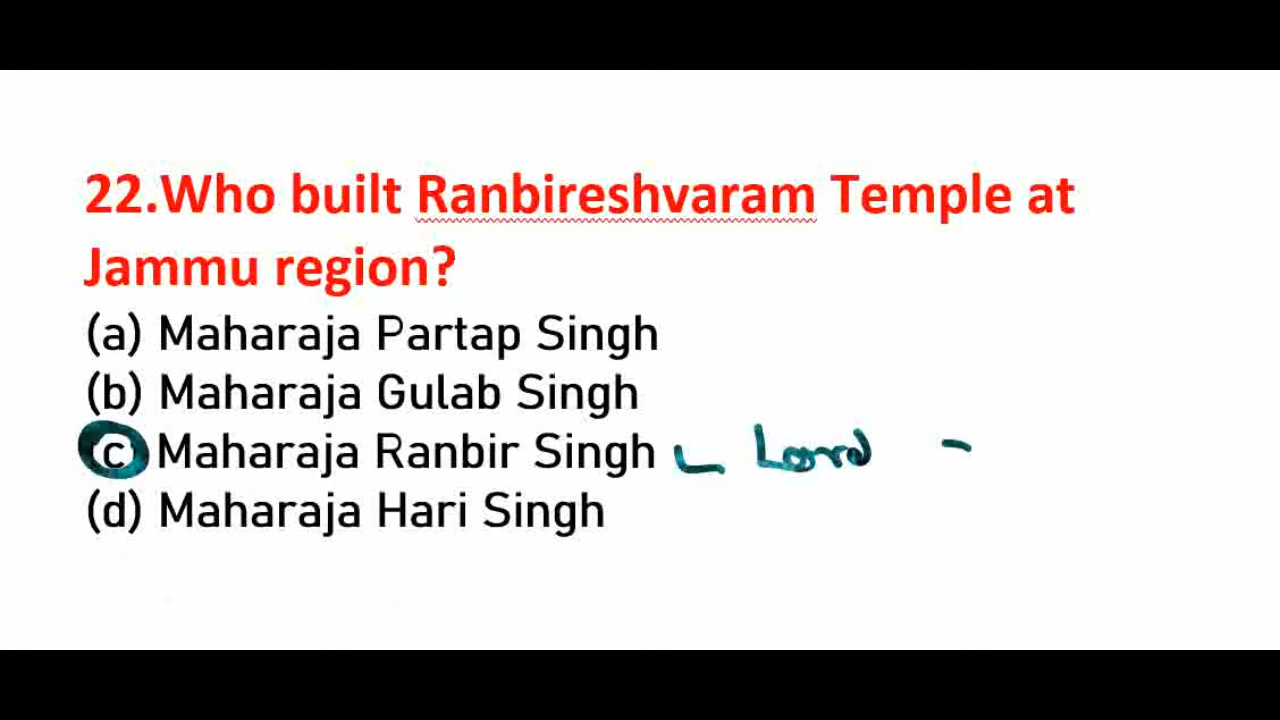 22.Who built Ranbireshvaram Temple at
Jammu region?
(a) Maharaja Partap Singh
(b) Maharaja Gulab Singh
(c) Maharaja Ranbir Singh Lord
(d) Maharaja Hari Singh